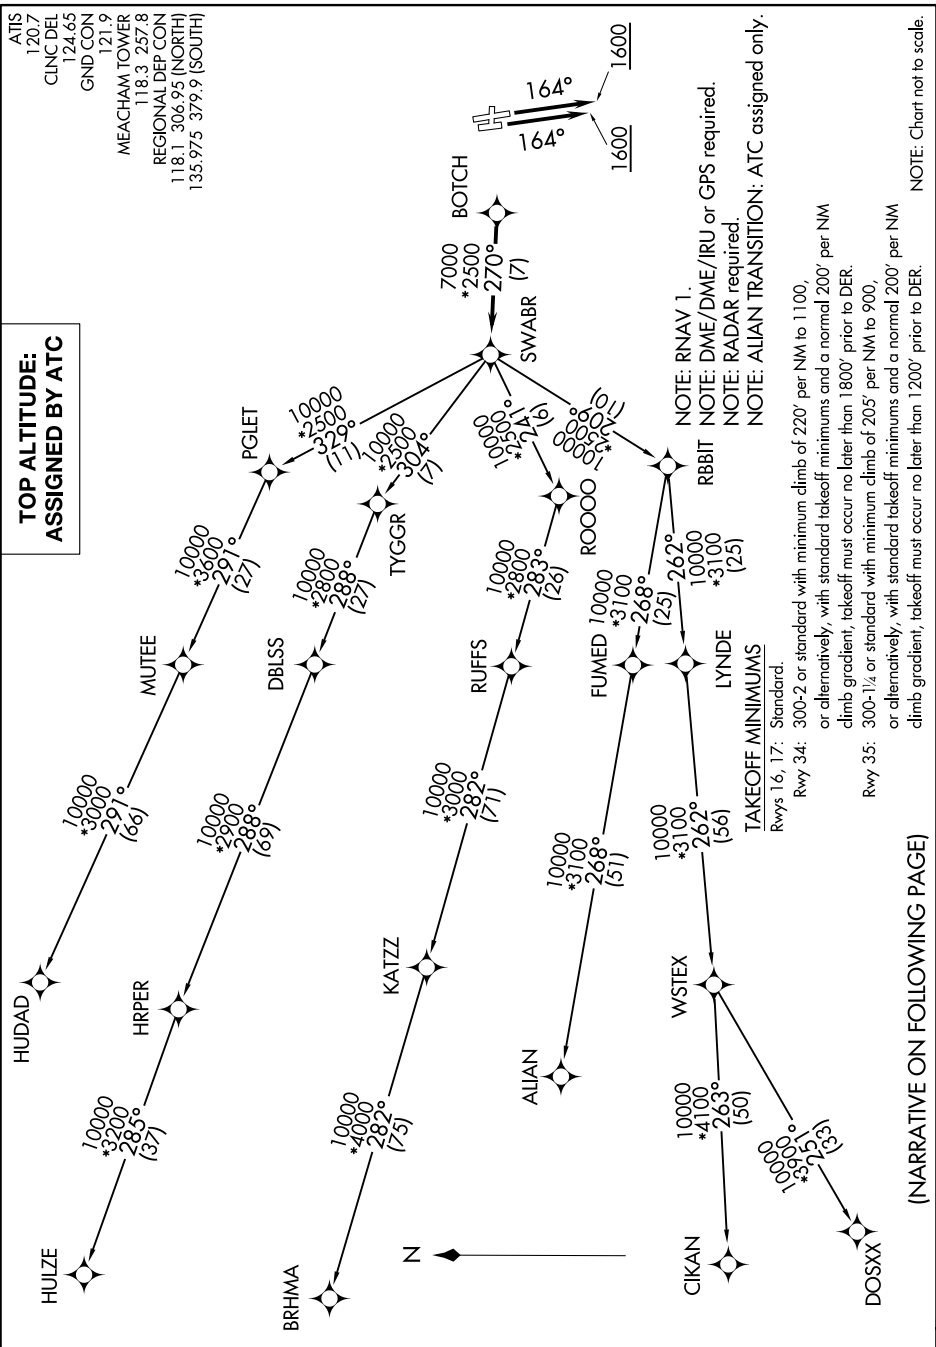 ATIS
120.7
CLNC DEL
124.65
GND CON
121.9
MEACHAM TOWER
118.3 257.8
REGIONAL DEP CON
118.1 306.95 (NORTH)
135.975 379.9 (SOUTH)
TOP ALTITUDE:
ASSIGNED BY ATC
HUDAD
10000
*3000
291°
(66)
MUTEE
10000
*3600
291°
(27)
PGLET
10000
*2500
329°
(11)
HULZE
10000
*3200
285°
(37)
HRPER
10000
*2900
288°
(69)
DBLSS
10000
*2800
288°
(27)
TYGGR
10000
*2500
304°
(7)
BRHMA
10000
*4000
282°
(75)
KATZZ
10000
*3000
282°
(71)
RUFFS
10000
*2800
283°
(26)
ROOOO
10000
*2500
247°
(9)
SWABR
7000
*2500
270°
(7)
BOTCH
164°
164°
1600
1600
ALIAN
10000
*3100
268°
(51)
FUMED
10000
*3100
268°
(25)
RBBIT
10000
*2500
209°
(10)
CIKAN
10000
*4100
263°
(50)
WSTEX
10000
*3100
262°
(56)
LYNDE
262°
10000
*3100
(25)
DOSXX
10000
*3900
251°
(33)
N
NOTE: RNAV 1.
NOTE: DME/DME/IRU or GPS required.
NOTE: RADAR required.
NOTE: ALIAN TRANSITION: ATC assigned only.
TAKEOFF MINIMUMS
Rwys 16, 17: Standard.
Rwy 34: 300-2 or standard with minimum climb of 220' per NM to 1100,
or alternatively, with standard takeoff minimums and a normal 200' per NM
climb gradient, takeoff must occur no later than 1800' prior to DER.
Rwy 35: 300-1¼ or standard with minimum climb of 205' per NM to 900,
or alternatively, with standard takeoff minimums and a normal 200' per NM
climb gradient, takeoff must occur no later than 1200' prior to DER.
(NARRATIVE ON FOLLOWING PAGE)
NOTE: Chart not to scale.